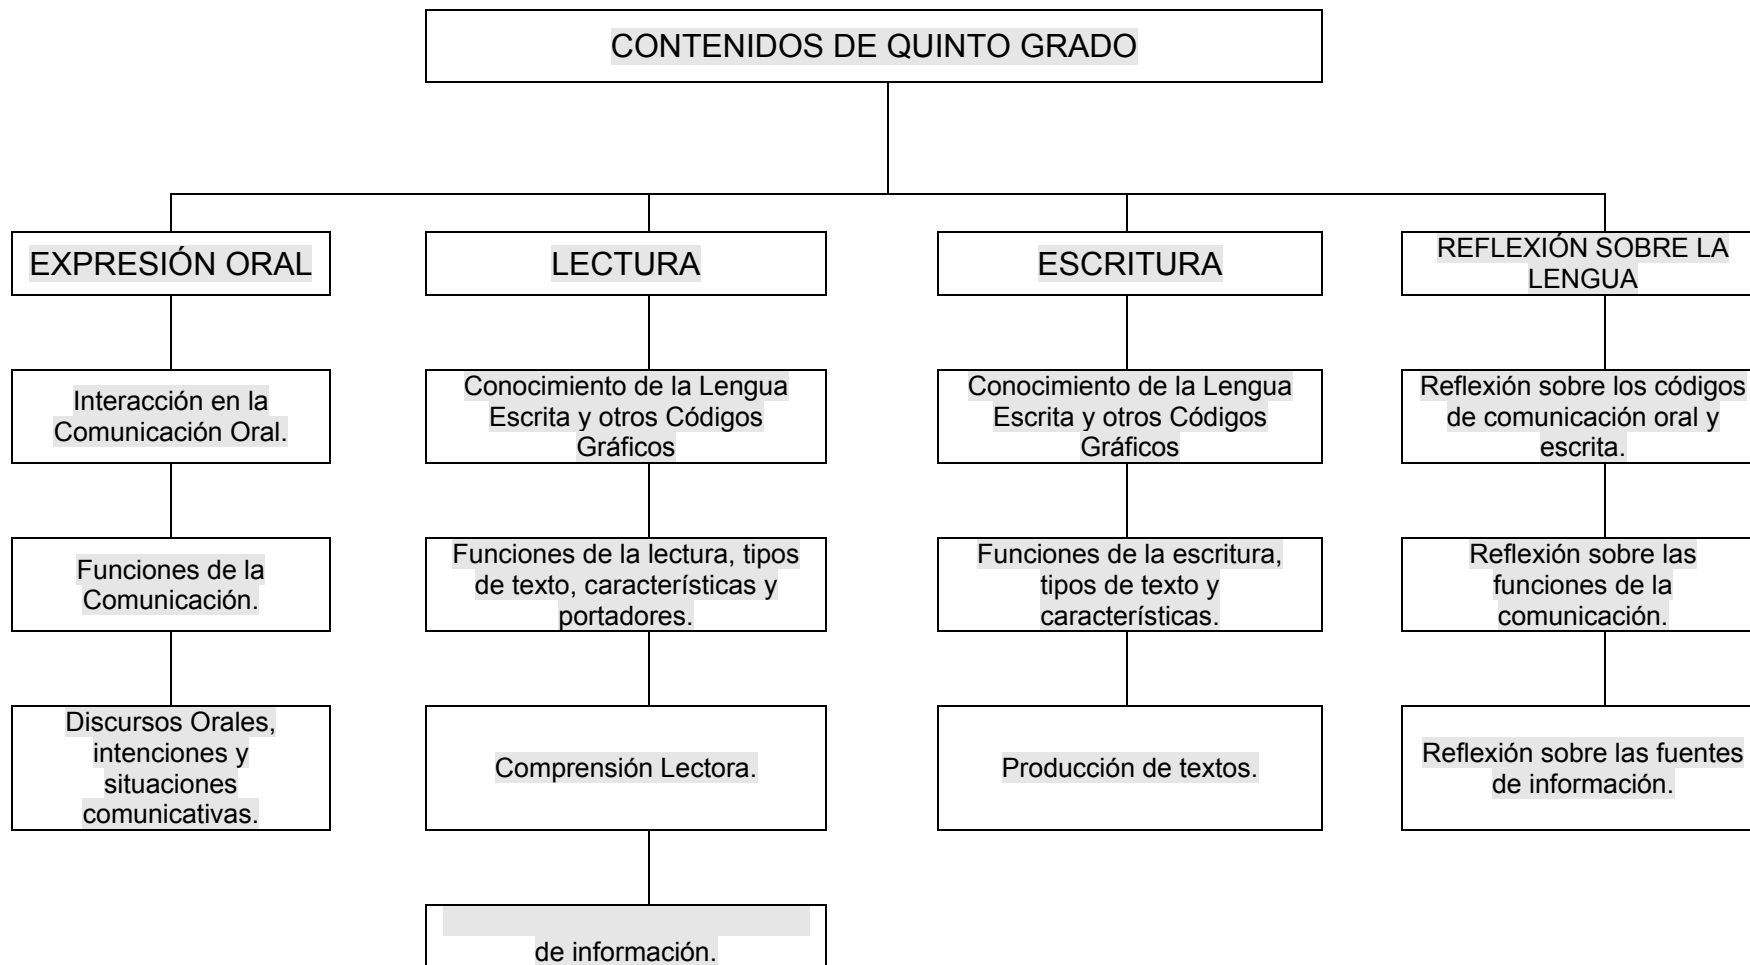 CONTENIDOS DE QUINTO GRADO
EXPRESIÓN ORAL
LECTURA
ESCRITURA
REFLEXIÓN SOBRE LA
LENGUA
Interacción en la
Comunicación Oral.
Conocimiento de la Lengua
Escrita y otros Códigos
Gráficos
Conocimiento de la Lengua
Escrita y otros Códigos
Gráficos
Reflexión sobre los códigos
de comunicación oral y
escrita.
Funciones de la
Comunicación.
Funciones de la lectura, tipos
de texto, características y
portadores.
Funciones de la escritura,
tipos de texto y
características.
Reflexión sobre las
funciones de la
comunicación.
Discursos Orales,
intenciones y
situaciones
comunicativas.
Comprensión Lectora.
Producción de textos.
Reflexión sobre las fuentes
de información.
de información.